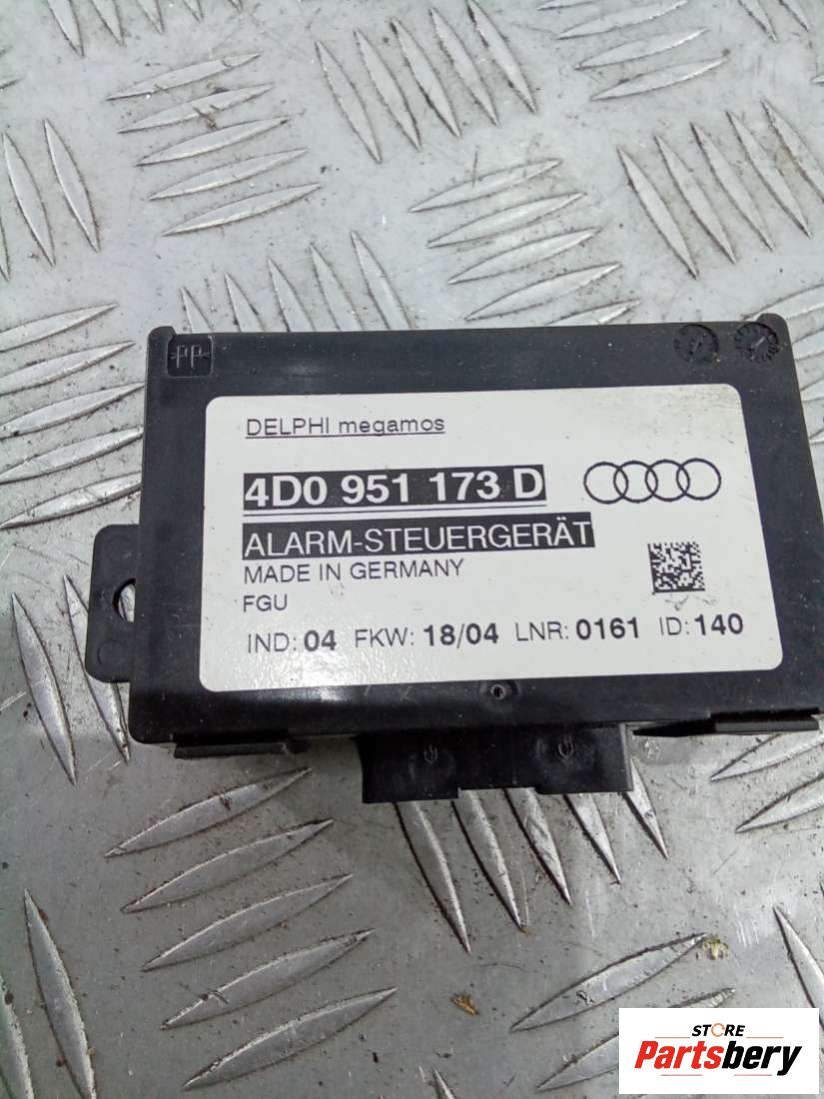 PP
DELPHI megamos
4D0 951 173 D
ALARM-STEUERGERÄT
MADE IN GERMANY
FGU
IND: 04 FKW: 18/04 LNR: 0161 ID: 140
STORE
Partsbery